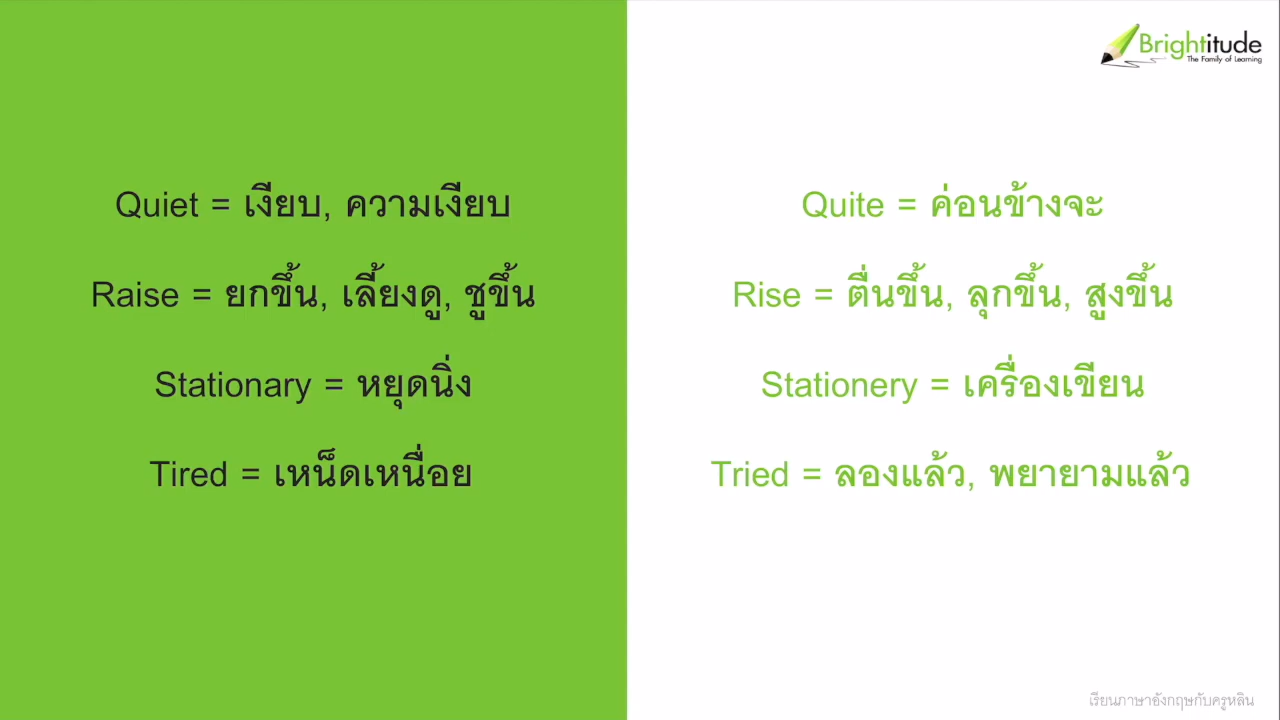 Brightitude
The Family of Learning
Quiet = เงียบ, ความเงียบ
Raise = ยกขึ้น, เลี้ยงดู, ชูขึ้น
Stationary = หยุดนิ่ง
Tired = เหน็ดเหนื่อย
Quite = ค่อนข้างจะ
Rise = ตื่นขึ้น, ลุกขึ้น, สูงขึ้น
Stationery = เครื่องเขียน
Tried = ลองแล้ว, พยายามแล้ว
เรียนภาษาอังกฤษกับครูหลิน